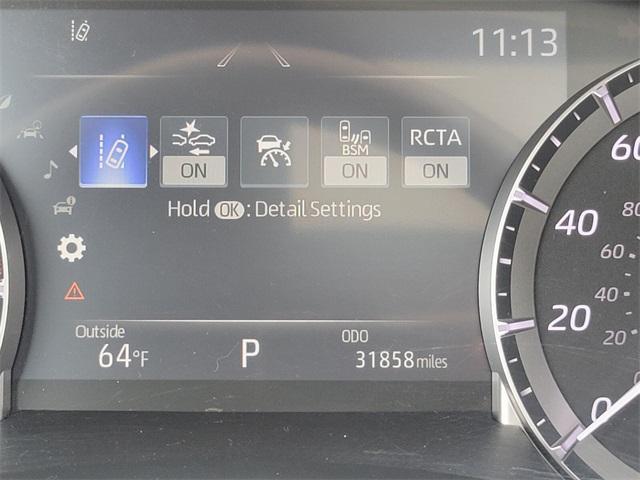 11:13
RCTA
ON
BSM
ON
ON
Hold OK : Detail Settings
Outside
64°F
P
ODO
31858 miles
60
40
20
0
80
60
40
20